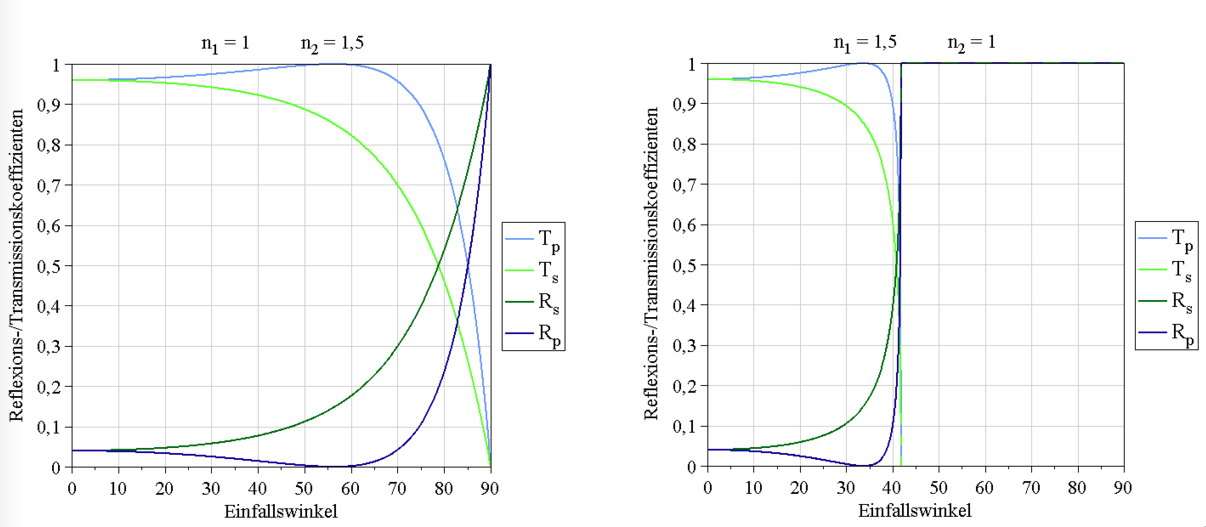 n1 = 1 n2 = 1,5
1
0,9
0,8
0,7
0,6
0,5
0,4
0,3
0,2
0,1
0
Reflexions-/Transmissionskoeffizienten
0 10 20 30 40 50 60 70 80 90
Einfallswinkel
Tp
Ts
Rs
Rp
n1 = 1,5 n2 = 1
1
0,9
0,8
0,7
0,6
0,5
0,4
0,3
0,2
0,1
0
Reflexions-/Transmissionskoeffizienten
0 10 20 30 40 50 60 70 80 90
Einfallswinkel
Tp
Ts
Rs
Rp